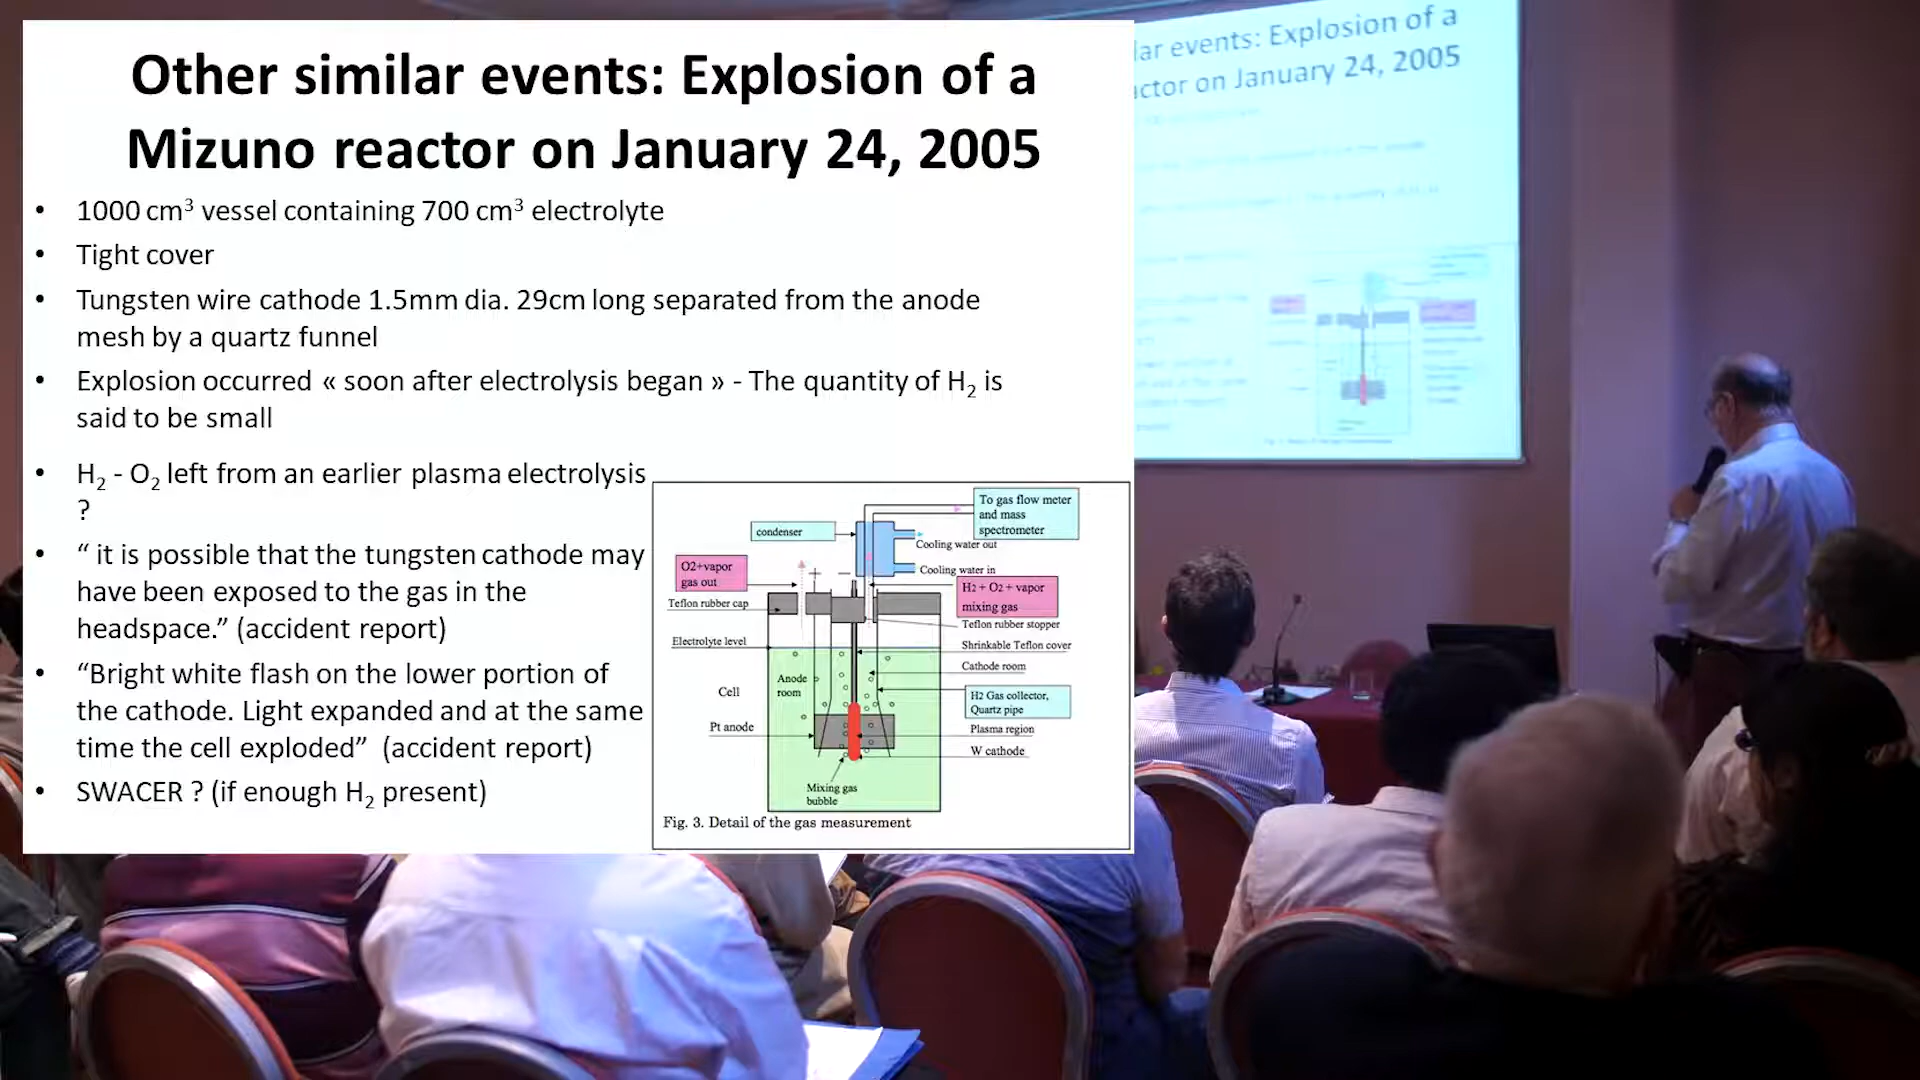 Other similar events: Explosion of a
Mizuno reactor on January 24, 2005
• 1000 cm³ vessel containing 700 cm³ electrolyte
• Tight cover
• Tungsten wire cathode 1.5mm dia. 29cm long separated from the anode
mesh by a quartz funnel
• Explosion occurred « soon after electrolysis began » - The quantity of H₂ is
said to be small
• H₂ - O₂ left from an earlier plasma electrolysis
?
• “ it is possible that the tungsten cathode may
have been exposed to the gas in the
headspace.” (accident report)
• “Bright white flash on the lower portion of
the cathode. Light expanded and at the same
time the cell exploded” (accident report)
• SWACER ? (if enough H₂ present)
To gas flow meter
and mass
spectrometer
condenser
Cooling water out
O2+vapor
gas out
+ −
Cooling water in
H₂ + O₂ + vapor
mixing gas
Teflon rubber cap
Teflon rubber stopper
Electrolyte level
Shrinkable Teflon cover
Cathode room
Anode
room
Cell
H2 Gas collector,
Quartz pipe
Pt anode
Plasma region
W cathode
Mixing gas
bubble
Fig. 3. Detail of the gas measurement
lar events: Explosion of a
actor on January 24, 2005